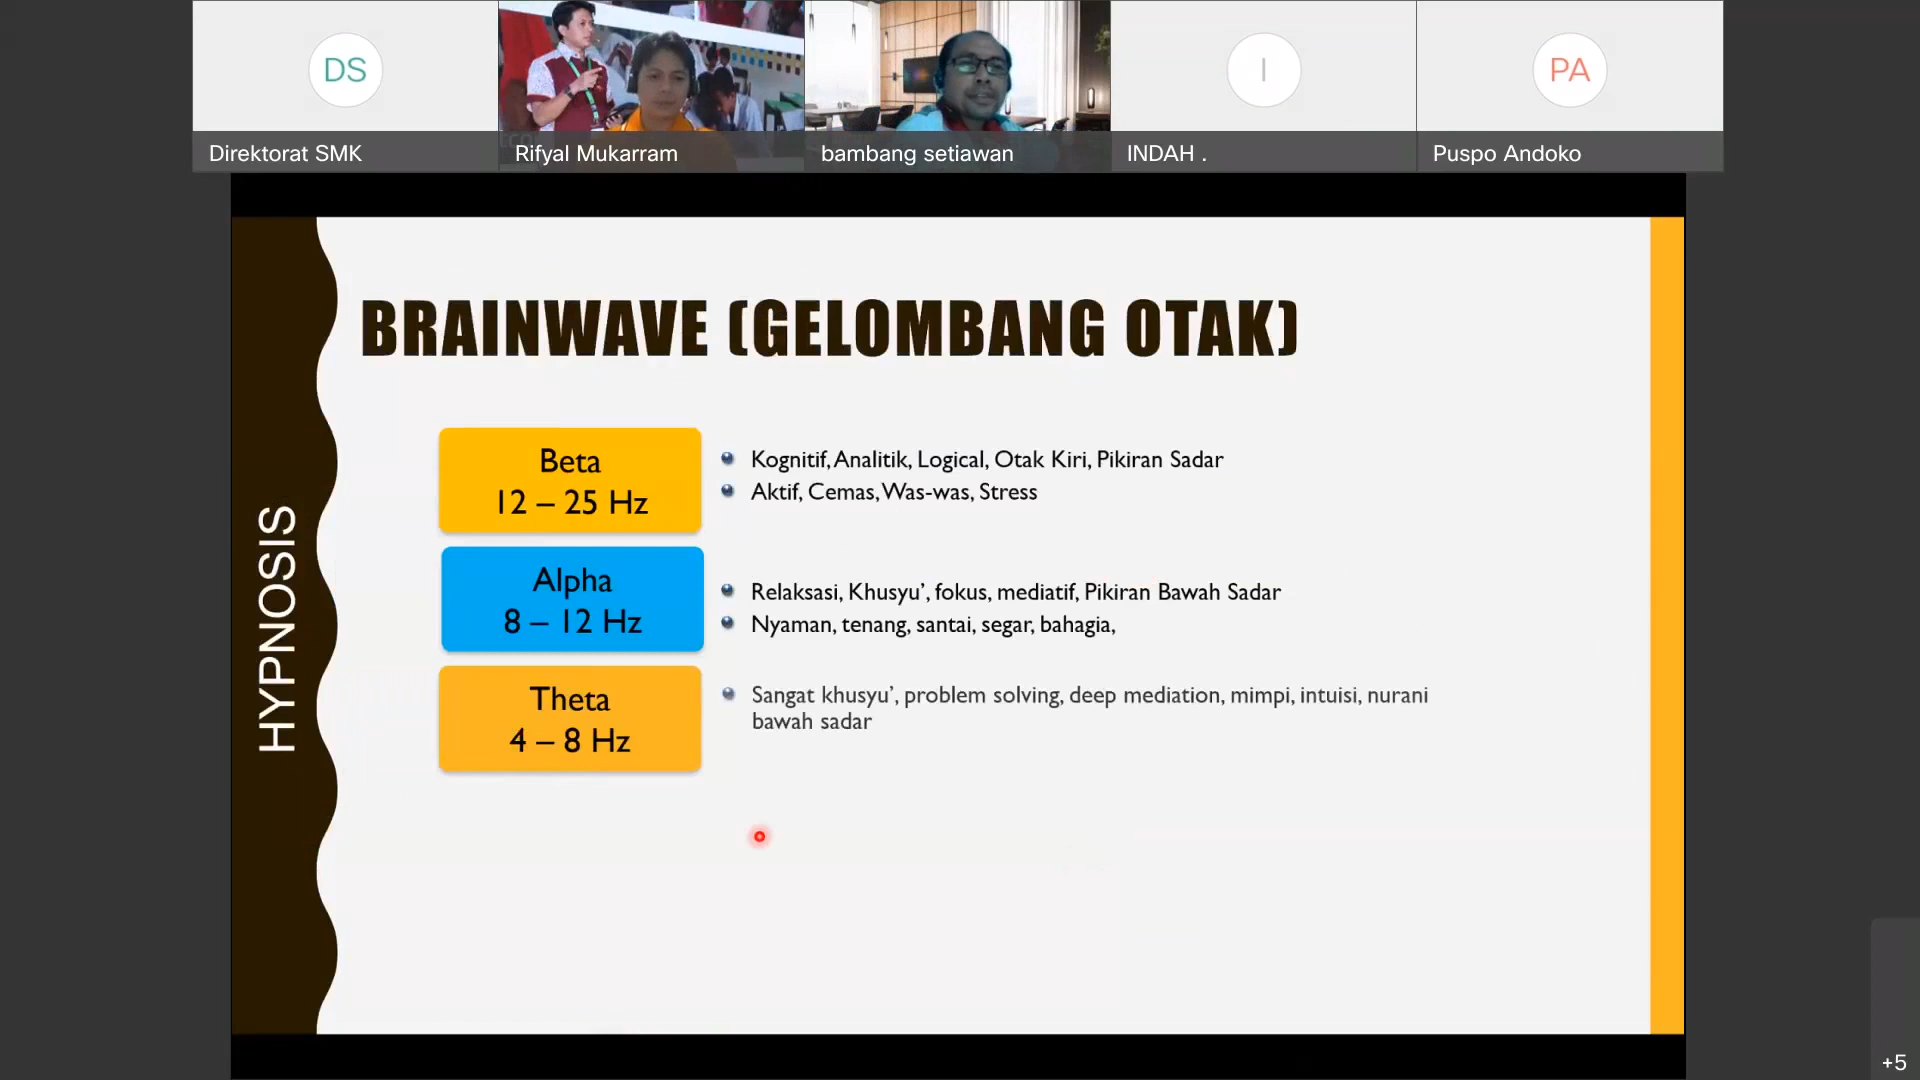 DS
I
PA
Direktorat SMK
Rifyal Mukarram
bambang setiawan
INDAH .
Puspo Andoko
BRAINWAVE (GELOMBANG OTAK)
HYPNOSIS
Beta
12 – 25 Hz
Kognitif, Analitik, Logical, Otak Kiri, Pikiran Sadar
Aktif, Cemas, Was-was, Stress
Alpha
8 – 12 Hz
Relaksasi, Khusyu’, fokus, mediatif, Pikiran Bawah Sadar
Nyaman, tenang, santai, segar, bahagia,
Theta
4 – 8 Hz
Sangat khusyu’, problem solving, deep mediation, mimpi, intuisi, nurani
bawah sadar
+5